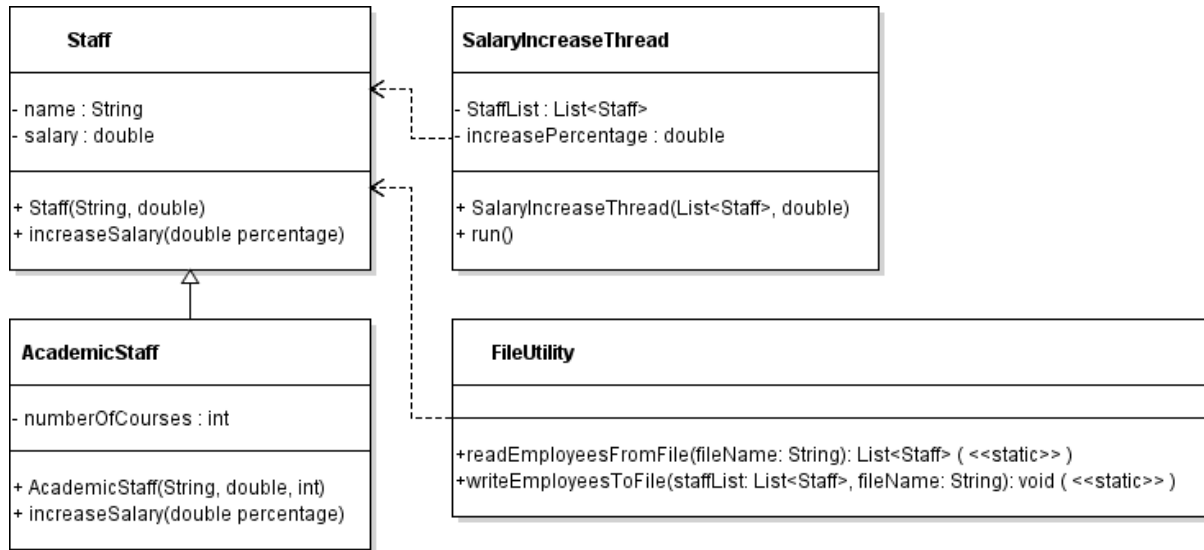 Staff
- name : String
- salary : double
+ Staff(String, double)
+ increaseSalary(double percentage)
SalaryIncreaseThread
- StaffList : List<Staff>
- increasePercentage : double
+ SalaryIncreaseThread(List<Staff>, double)
+ run()
AcademicStaff
- numberOfCourses : int
+ AcademicStaff(String, double, int)
+ increaseSalary(double percentage)
FileUtility
+readEmployeesFromFile(fileName: String): List<Staff> ( <<static>> )
+writeEmployeesToFile(staffList: List<Staff>, fileName: String): void ( <<static>> )